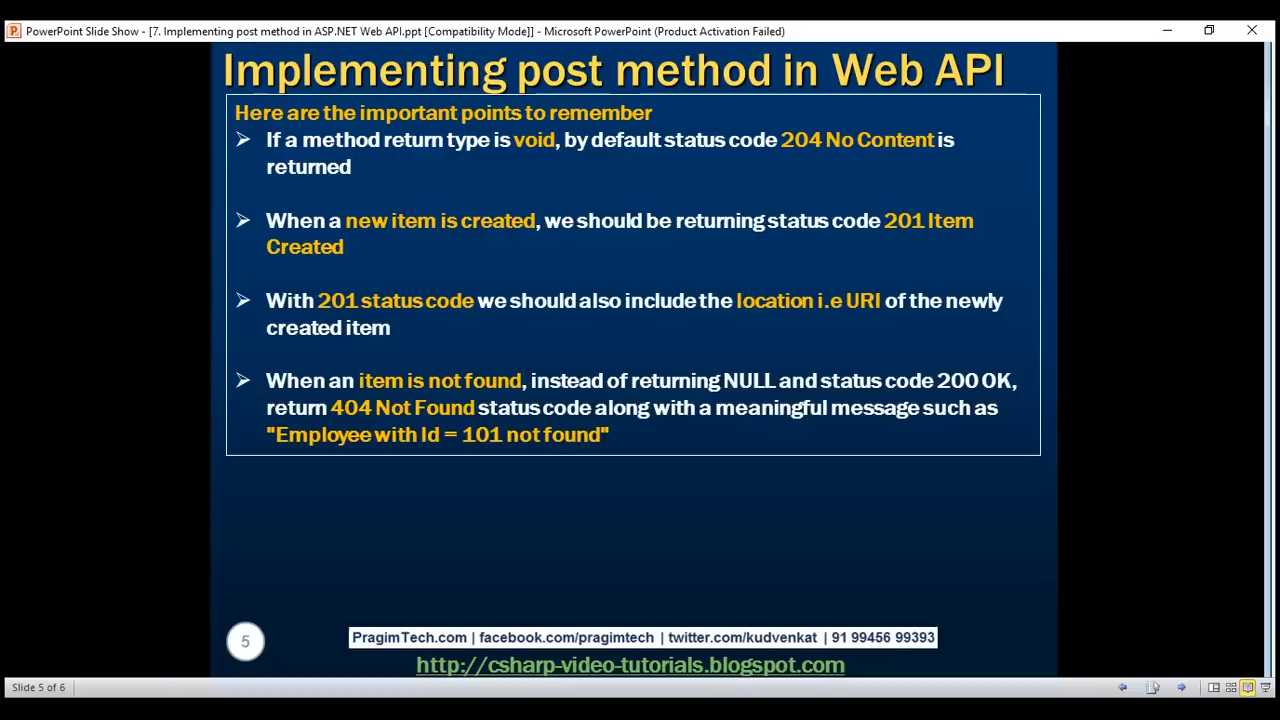 PowerPoint Slide Show - [7. Implementing post method in ASP.NET Web API.ppt [Compatibility Mode]] - Microsoft PowerPoint (Product Activation Failed)
Implementing post method in Web API
Here are the important points to remember
If a method return type is void, by default status code 204 No Content is
returned
When a new item is created, we should be returning status code 201 Item
Created
With 201 status code we should also include the location i.e URI of the newly
created item
When an item is not found, instead of returning NULL and status code 200 OK,
return 404 Not Found status code along with a meaningful message such as
"Employee with Id = 101 not found"
5
PragimTech.com | facebook.com/pragimtech | twitter.com/kudvenkat | 91 99456 99393
http://csharp-video-tutorials.blogspot.com
Slide 5 of 6